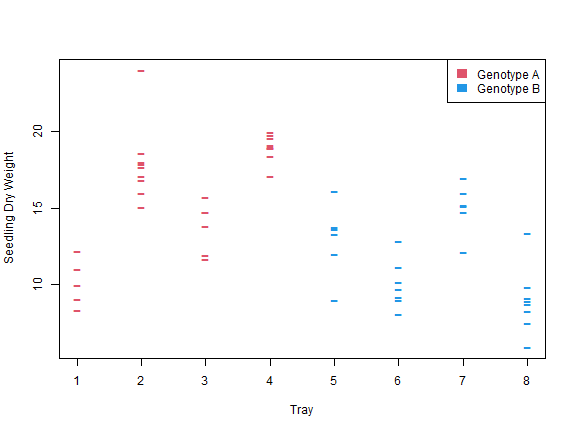 Genotype A
Genotype B
Seedling Dry Weight
20
15
10
1 2 3 4 5 6 7 8
Tray